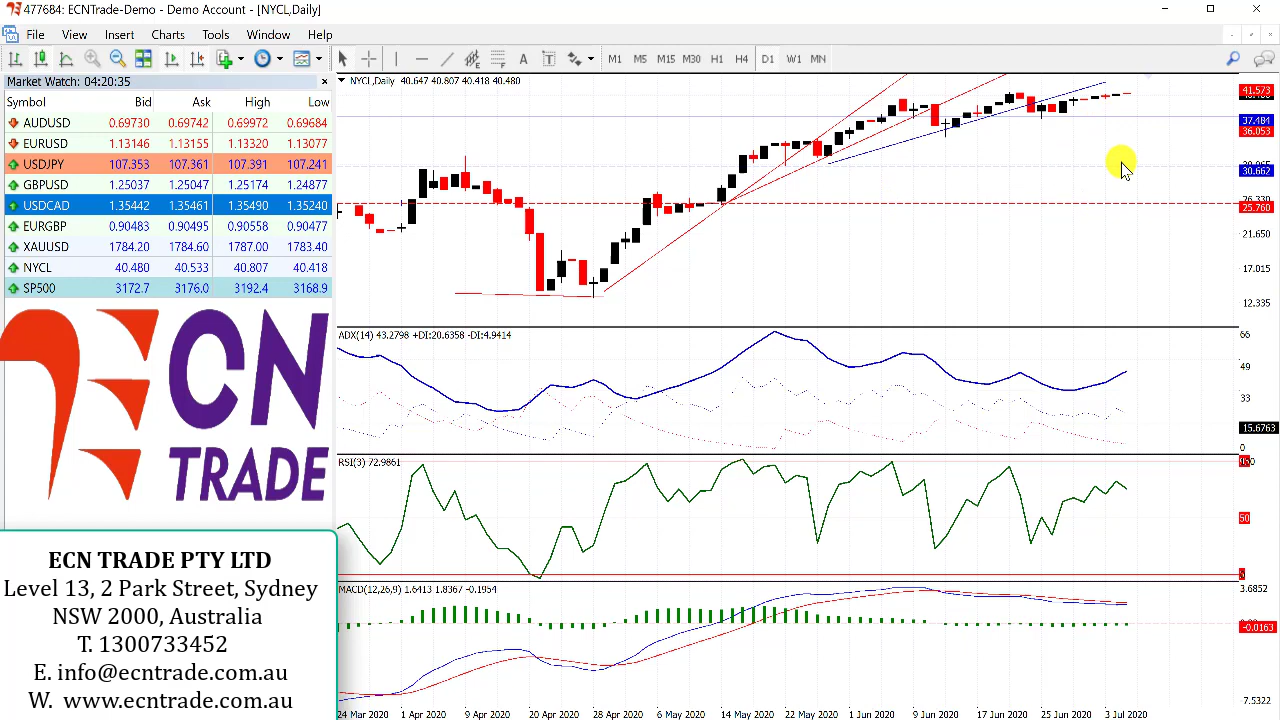 477684: ECNTrade-Demo - Demo Account - [NYCL,Daily]
File View Insert Charts Tools Window Help
A T M1 M5 M15 M30 H1 H4 D1 W1 MN
Market Watch: 04:20:35
Symbol Bid Ask High Low
AUDUSD 0.69730 0.69742 0.69972 0.69684
EURUSD 1.13146 1.13155 1.13320 1.13077
USDJPY 107.353 107.361 107.391 107.241
GBPUSD 1.25037 1.25047 1.25174 1.24877
USDCAD 1.35442 1.35461 1.35490 1.35240
EURGBP 0.90483 0.90495 0.90558 0.90477
XAUUSD 1784.20 1784.60 1787.00 1783.40
NYCL 40.480 40.533 40.807 40.418
SP500 3172.7 3176.0 3192.4 3168.9
ECN
TRADE
ECN TRADE PTY LTD
Level 13, 2 Park Street, Sydney
NSW 2000, Australia
T. 1300733452
E. info@ecntrade.com.au
W. www.ecntrade.com.au
NYCL,Daily 40.647 40.807 40.418 40.480
41.573
37.484
36.053
30.662
25.760
21.650
17.015
12.335
ADX(14) 43.2798 +DI:20.6358 -DI:4.9414
66
49
33
15.6763
0
RSI(3) 72.9861
50
MACD(12,26,9) 1.6413 1.8367 -0.1954
3.6852
-0.0163
-7.5332
24 Mar 2020 1 Apr 2020 9 Apr 2020 20 Apr 2020 28 Apr 2020 6 May 2020 14 May 2020 22 May 2020 1 Jun 2020 9 Jun 2020 17 Jun 2020 25 Jun 2020 3 Jul 2020